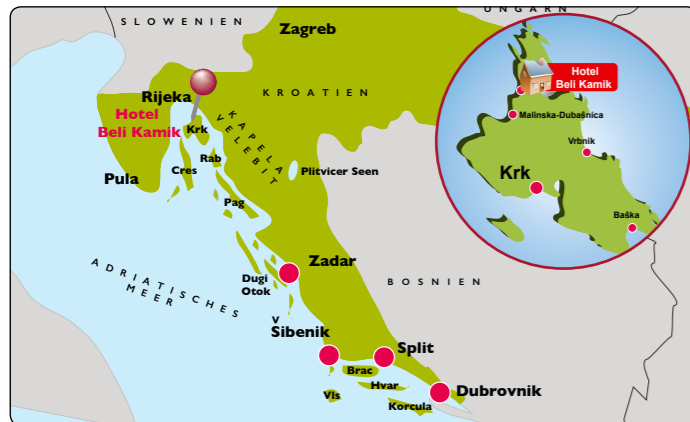 SLOWENIEN
UNGARN
Zagreb
Rijeka
KROATIEN
Hotel
Beli Kamik
Krk
KAPELA
VELEBIT
Rab
Cres
Plitvicer Seen
Pula
Pag
Zadar
ADRIATISCHES
MEER
Dugi
Otok
BOSNIEN
Šibenik
Split
Brac
Hvar
Vis
Korcula
Dubrovnik
Hotel
Beli Kamik
Malinska-Dubašnica
Vrbnik
Krk
Baška